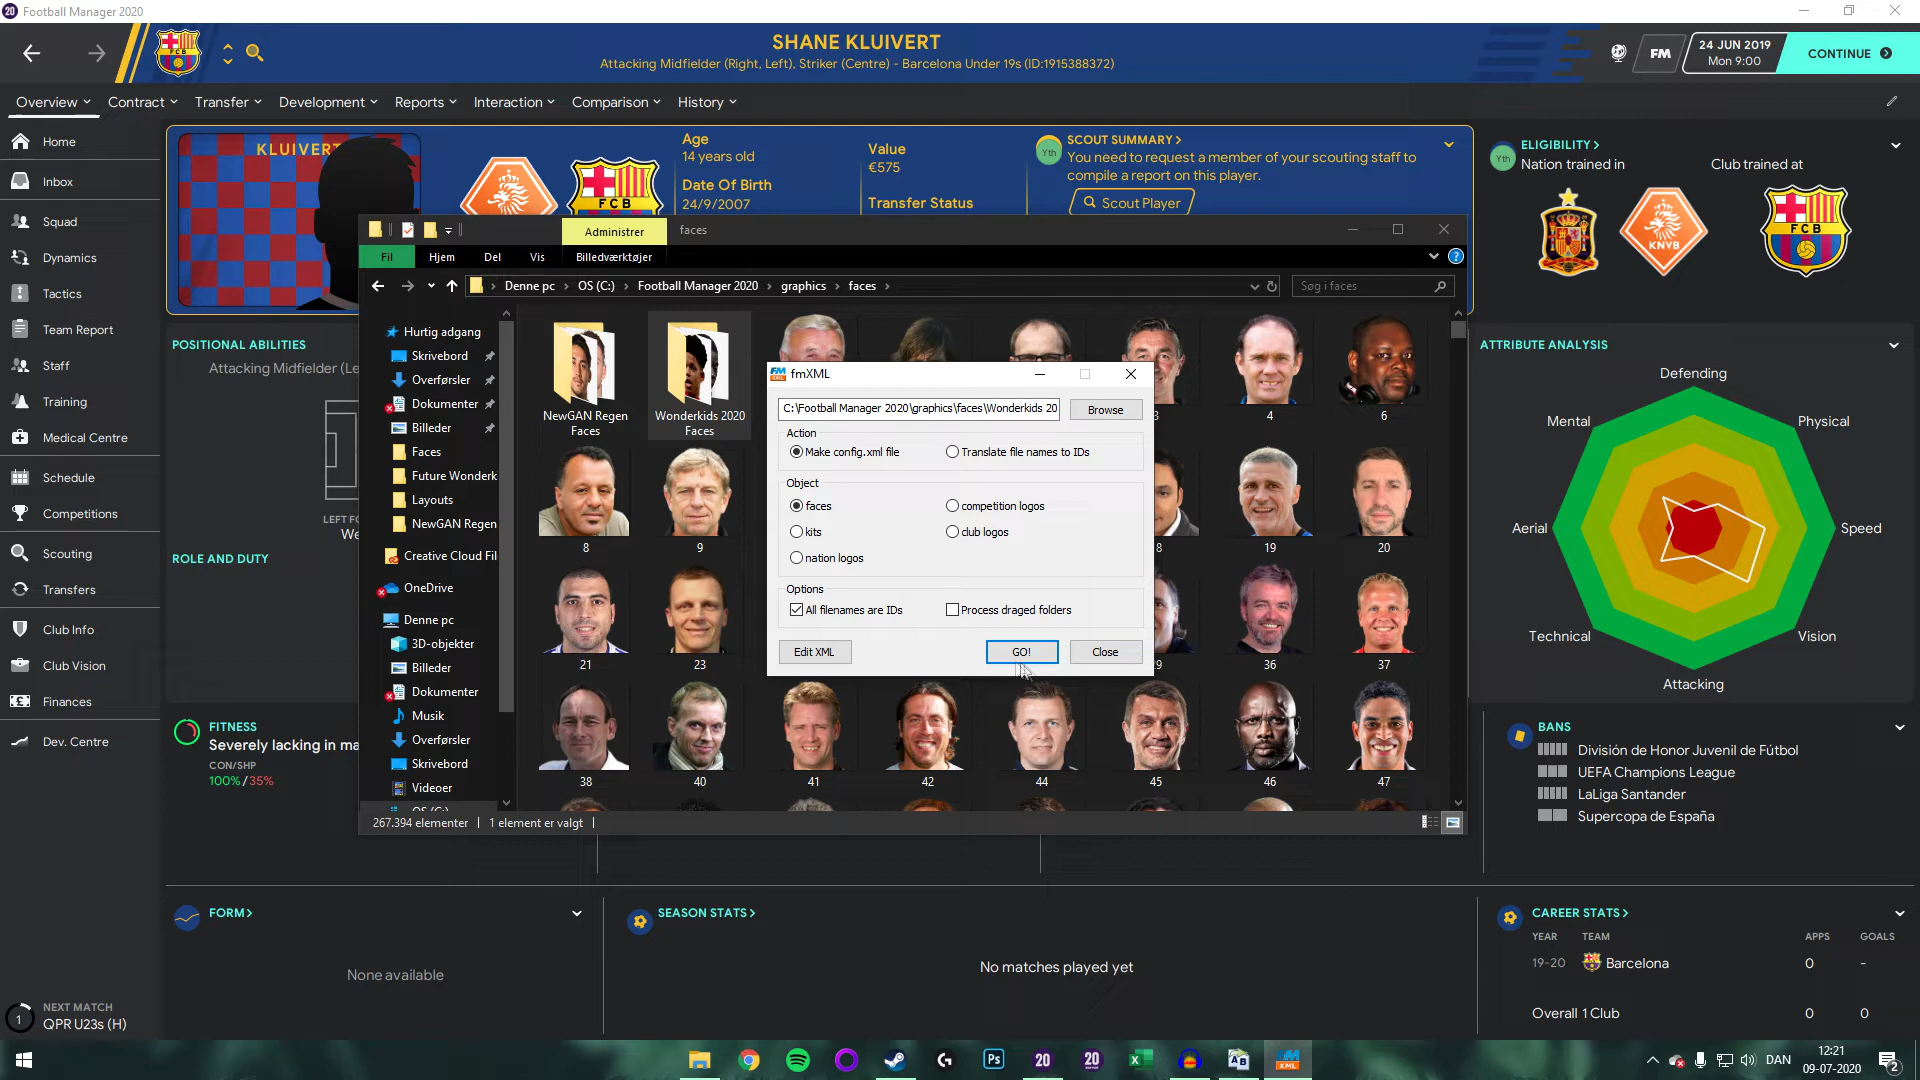 Football Manager 2020
SHANE KLUIVERT
Attacking Midfielder (Right, Left), Striker (Centre) - Barcelona Under 19s (ID:1915388372)
FM
24 JUN 2019
Mon 9:00
CONTINUE
Overview
Contract
Transfer
Development
Reports
Interaction
Comparison
History
Home
Inbox
Squad
Dynamics
Tactics
Team Report
Staff
Training
Medical Centre
Schedule
Competitions
Scouting
Transfers
Club Info
Club Vision
Finances
Dev. Centre
NEXT MATCH
1
QPR U23s (H)
KLUIVERT
FCB
Age
14 years old
Date Of Birth
24/9/2007
Value
€575
Transfer Status
Yth
SCOUT SUMMARY >
You need to request a member of your scouting staff to
compile a report on this player.
Scout Player
Yth
ELIGIBILITY >
Nation trained in
Club trained at
KNVB
FCB
POSITIONAL ABILITIES
Attacking Midfielder (Le
LEFT FO
We
ROLE AND DUTY
FITNESS
Severely lacking in ma
CON/SHP
100%/35%
Administrer
faces
Fil
Hjem
Del
Vis
Billedværktøjer
Denne pc > OS (C:) > Football Manager 2020 > graphics > faces >
Søg i faces
Hurtig adgang
Skrivebord
Overførsler
Dokumenter
Billeder
Faces
Future Wonderk
Layouts
NewGAN Regen
Creative Cloud Fil
OneDrive
Denne pc
3D-objekter
Billeder
Dokumenter
Musik
Overførsler
Skrivebord
Videoer
OS (C:)
NewGAN Regen
Faces
Wonderkids 2020
Faces
3
4
6
8
9
8
19
20
21
23
29
36
37
38
40
41
42
44
45
46
47
267.394 elementer
1 element er valgt
fmXML
C:\Football Manager 2020\graphics\faces\Wonderkids 20
Browse
Action
Make config.xml file
Translate file names to IDs
Object
faces
competition logos
kits
club logos
nation logos
Options
All filenames are IDs
Process draged folders
Edit XML
GO!
Close
ATTRIBUTE ANALYSIS
Defending
Mental
Physical
Aerial
Speed
Technical
Vision
Attacking
BANS
División de Honor Juvenil de Fútbol
UEFA Champions League
LaLiga Santander
Supercopa de España
FORM >
None available
SEASON STATS >
No matches played yet
CAREER STATS >
YEAR TEAM APPS GOALS
19-20 Barcelona 0 -
Overall 1 Club 0 0
Ps
20
20
DAN
12:21
09-07-2020
2